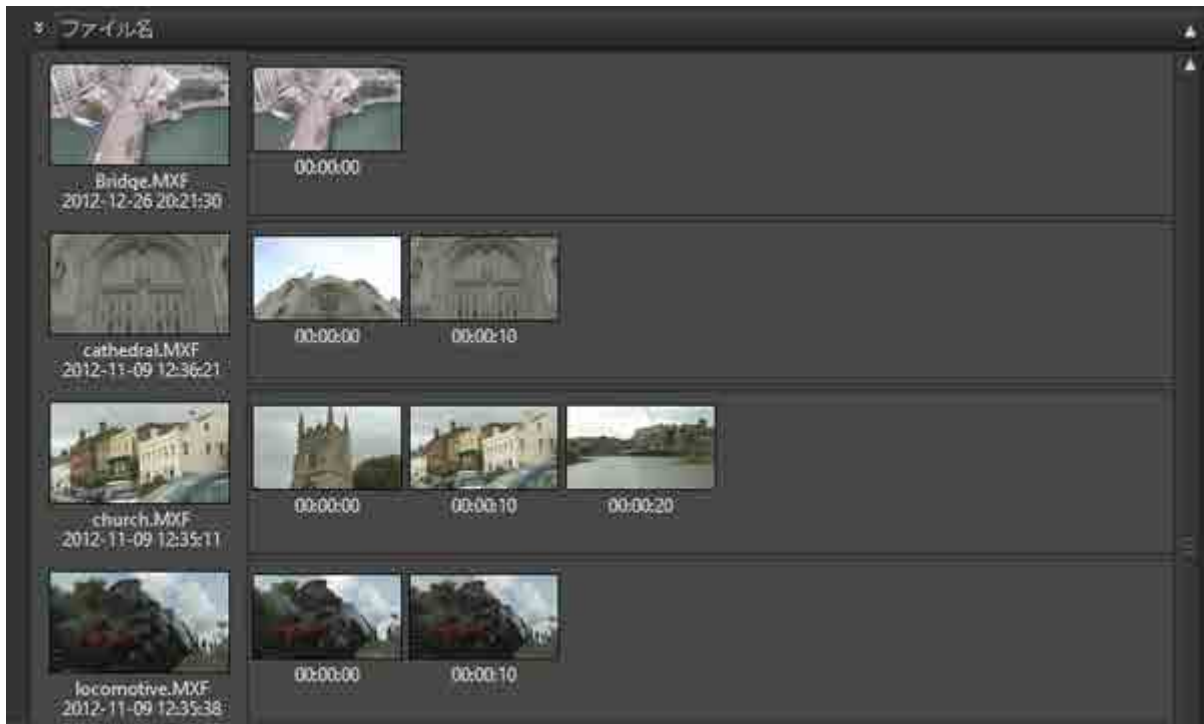 ファイル名
00:00:00
Bridge.MXF
2012-12-26 20:21:30
00:00:00 00:00:10
cathedral.MXF
2012-11-09 12:36:21
00:00:00 00:00:10 00:00:20
church.MXF
2012-11-09 12:35:11
00:00:00 00:00:10
locomotive.MXF
2012-11-09 12:35:38